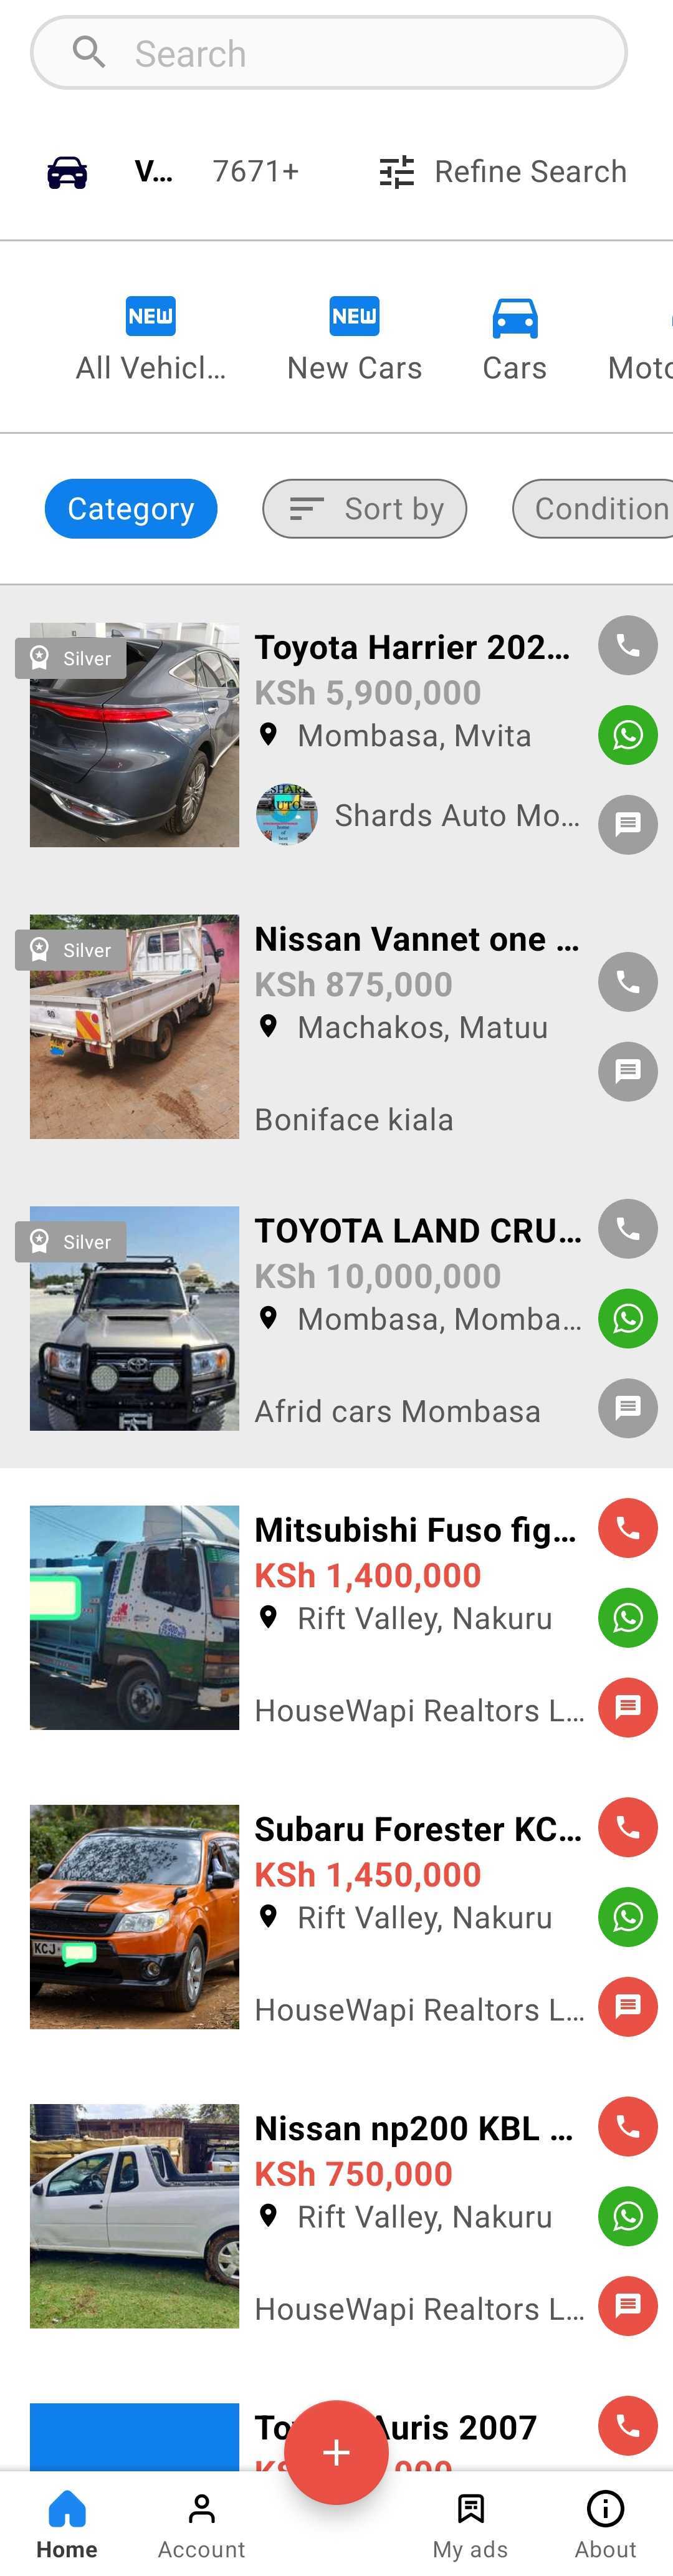 Search
V... 7671+ Refine Search
NEW NEW
All Vehicl... New Cars Cars Moto
Category Sort by Condition
Silver
Toyota Harrier 202...
KSh 5,900,000
Mombasa, Mvita
SHAR
AUTO
Shards Auto Mo...
Silver
Nissan Vannet one ...
KSh 875,000
Machakos, Matuu
Boniface kiala
Silver
TOYOTA LAND CRU...
KSh 10,000,000
Mombasa, Momba...
Afrid cars Mombasa
Mitsubishi Fuso fig...
KSh 1,400,000
Rift Valley, Nakuru
HouseWapi Realtors L...
Subaru Forester KC...
KSh 1,450,000
Rift Valley, Nakuru
KCJ
HouseWapi Realtors L...
Nissan np200 KBL ...
KSh 750,000
Rift Valley, Nakuru
HouseWapi Realtors L...
To Auris 2007
Home Account My ads About